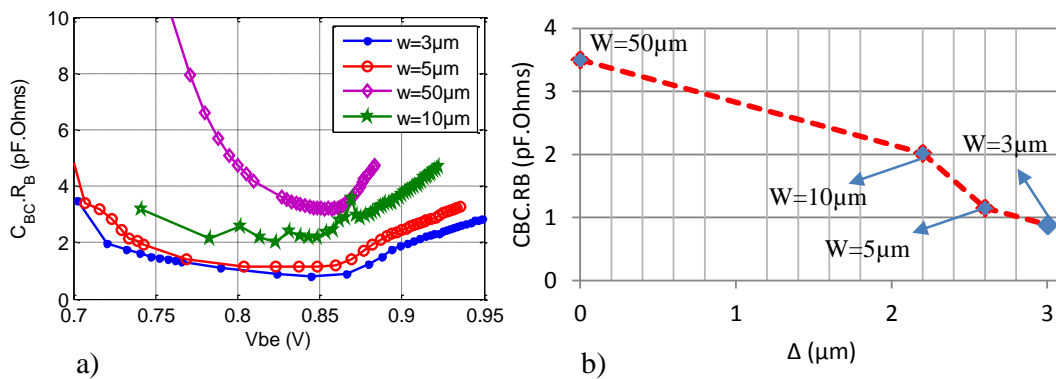 10
8
6
4
2
0
C_BC.R_B (pF.Ohms)
w=3µm
w=5µm
w=50µm
w=10µm
0.7 0.75 0.8 0.85 0.9 0.95
Vbe (V)
a)
4
3
2
1
0
CBC.RB (pF.Ohms)
W=50µm
W=3µm
W=10µm
W=5µm
0 1 2 3
Δ (µm)
b)